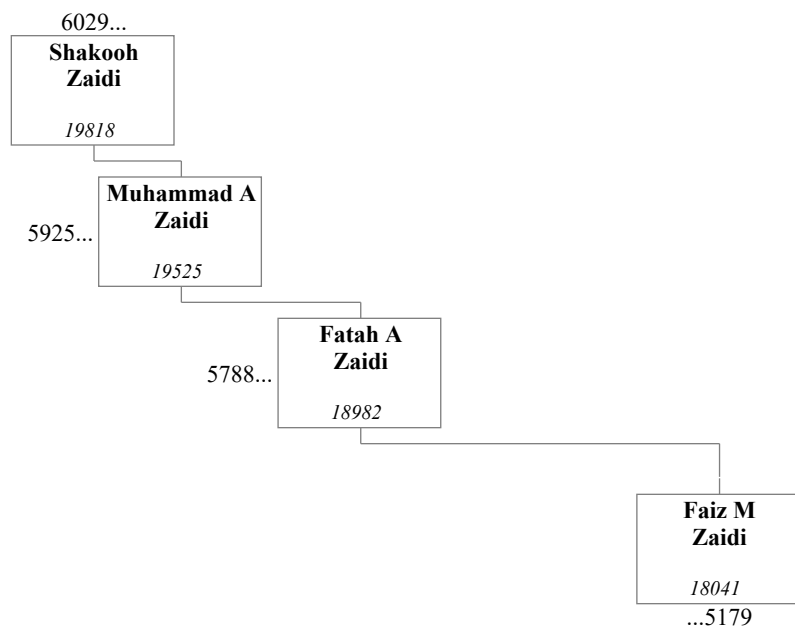 6029...
Shakooh
Zaidi
19818
Muhammad A
Zaidi
5925...
19525
Fatah A
Zaidi
5788...
18982
Faiz M
Zaidi
18041
...5179